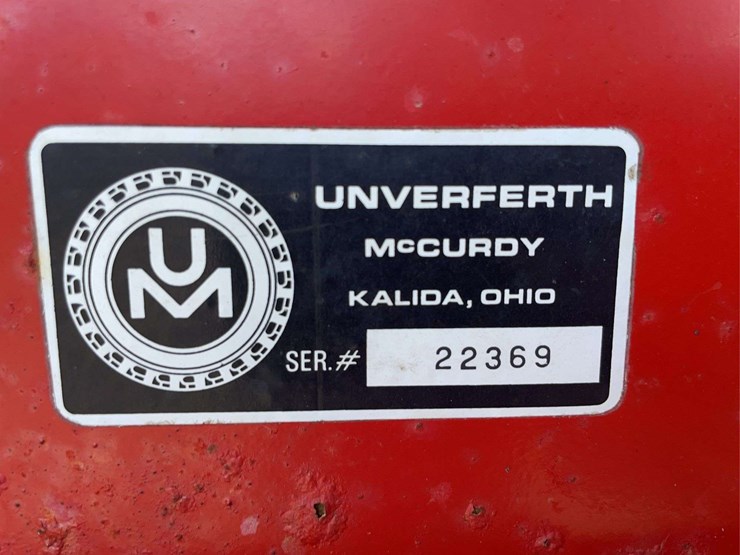 UM
UNVERFERTH
McCURDY
KALIDA, OHIO
SER.# 22369